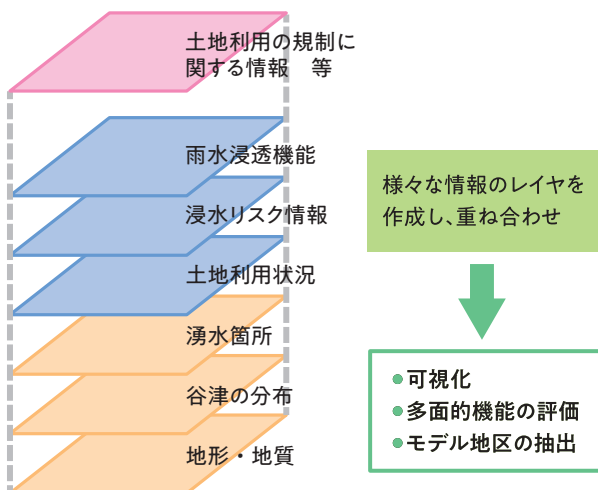 土地利用の規制に
関する情報　等
雨水浸透機能
浸水リスク情報
土地利用状況
湧水箇所
谷津の分布
地形・地質
様々な情報のレイヤを
作成し、重ね合わせ
●可視化
●多面的機能の評価
●モデル地区の抽出